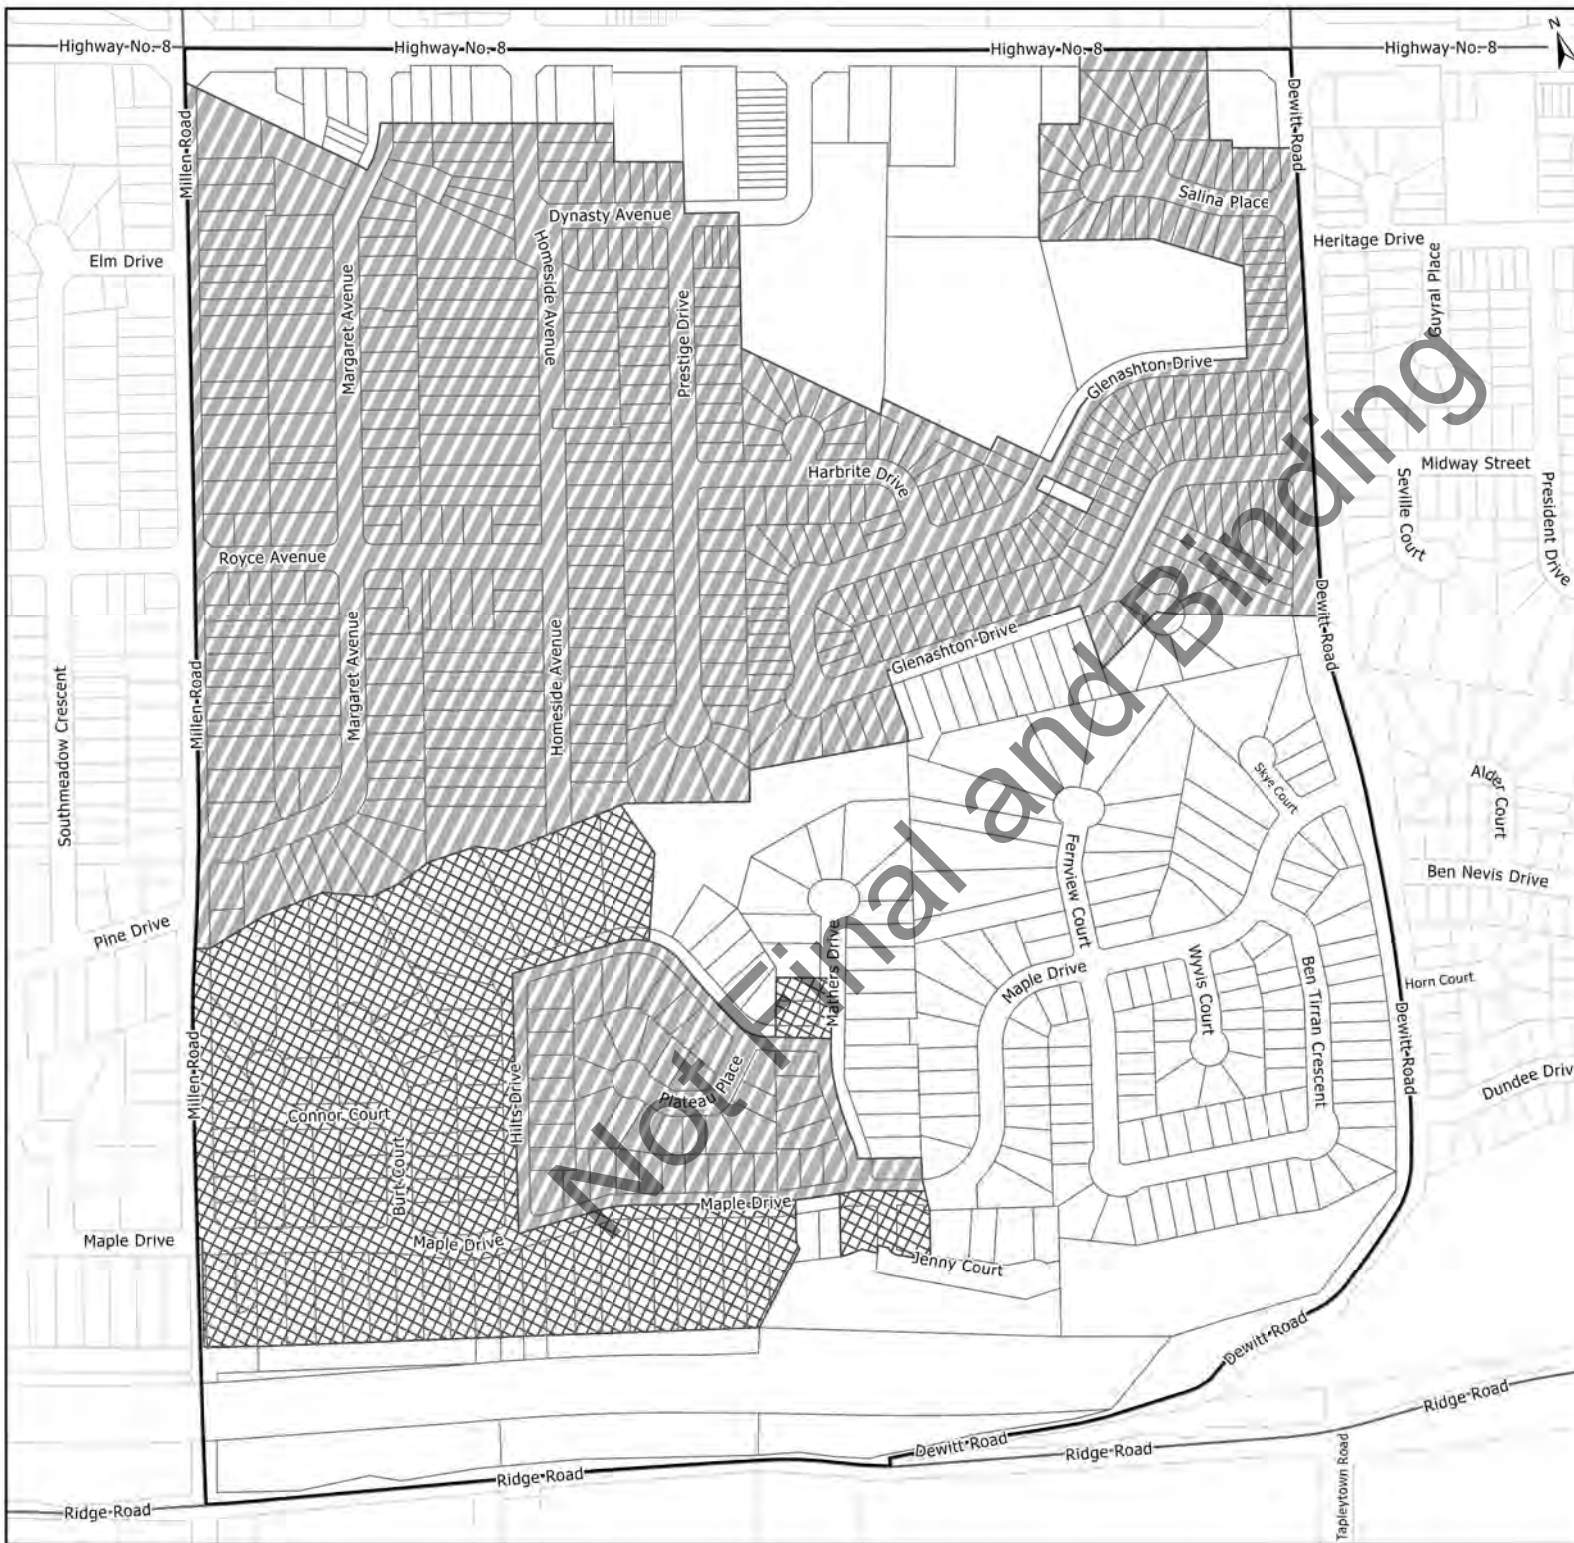 Highway No. 8
Highway No. 8
Highway No. 8
Highway No. 8
N
Millen Road
Dewitt Road
Salina Place
Dynasty Avenue
Elm Drive
Homeside Avenue
Heritage Drive
Guyral Place
Margaret Avenue
Prestige Drive
Glenashton Drive
Harbrite Drive
Midway Street
Seville Court
President Drive
Royce Avenue
Millen Road
Margaret Avenue
Homeside Avenue
Glenashton Drive
Dewitt Road
Southmeadow Crescent
Skye Court
Alder Court
Fernview Court
Ben Nevis Drive
Pine Drive
Mathers Drive
Maple Drive
Wyvis Court
Ben Tirran Crescent
Horn Court
Millen Road
Hilts Drive
Plateau Place
Dewitt Road
Dundee Driv
Connor Court
Burt Court
Maple Drive
Maple Drive
Maple Drive
Jenny Court
Dewitt Road
Ridge Road
Dewitt Road
Ridge Road
Ridge Road
Ridge Road
Tapleytown Road
Not Final and Binding